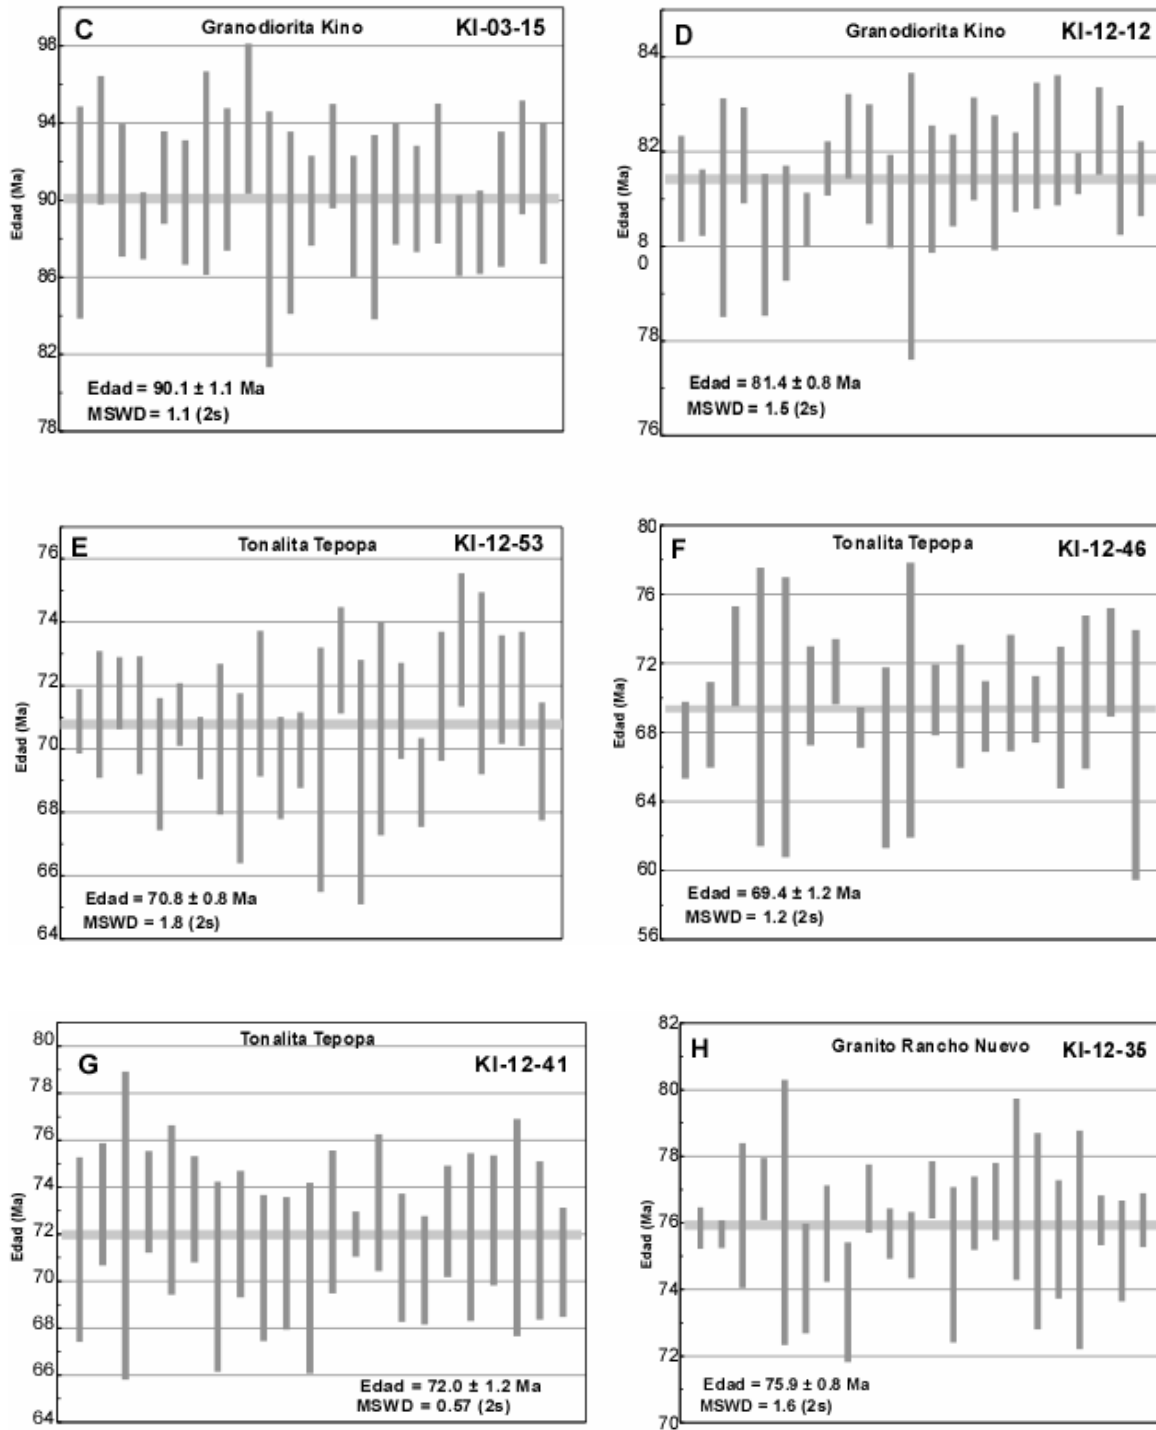 C Granodiorita Kino KI-03-15
98
94
90
86
82
78
Edad (Ma)
Edad = 90.1 ± 1.1 Ma
MSWD = 1.1 (2s)
D Granodiorita Kino KI-12-12
84
82
8
0
78
76
Edad (Ma)
Edad = 81.4 ± 0.8 Ma
MSWD = 1.5 (2s)
E Tonalita Tepopa KI-12-53
76
74
72
70
68
66
64
Edad (Ma)
Edad = 70.8 ± 0.8 Ma
MSWD = 1.8 (2s)
F Tonalita Tepopa KI-12-46
80
76
72
68
64
60
56
Edad (Ma)
Edad = 69.4 ± 1.2 Ma
MSWD = 1.2 (2s)
G Tonalita Tepopa KI-12-41
80
78
76
74
72
70
68
66
64
Edad (Ma)
Edad = 72.0 ± 1.2 Ma
MSWD = 0.57 (2s)
H Granito Rancho Nuevo KI-12-35
82
80
78
76
74
72
70
Edad (Ma)
Edad = 75.9 ± 0.8 Ma
MSWD = 1.6 (2s)